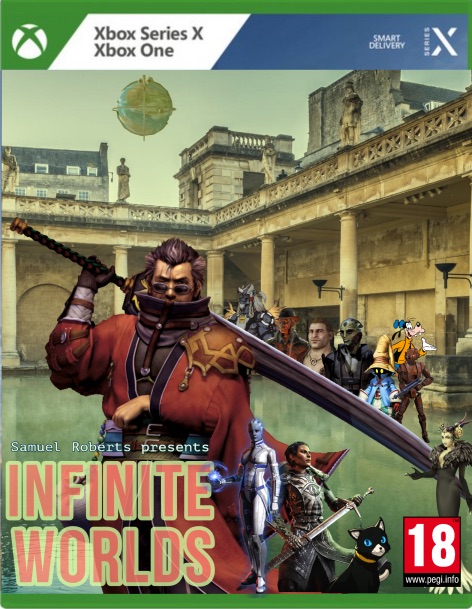 Xbox Series X
Xbox One
SMART
DELIVERY
SERIES
X
Samuel Roberts presents
INFINITE
WORLDS
18
www.pegi.info